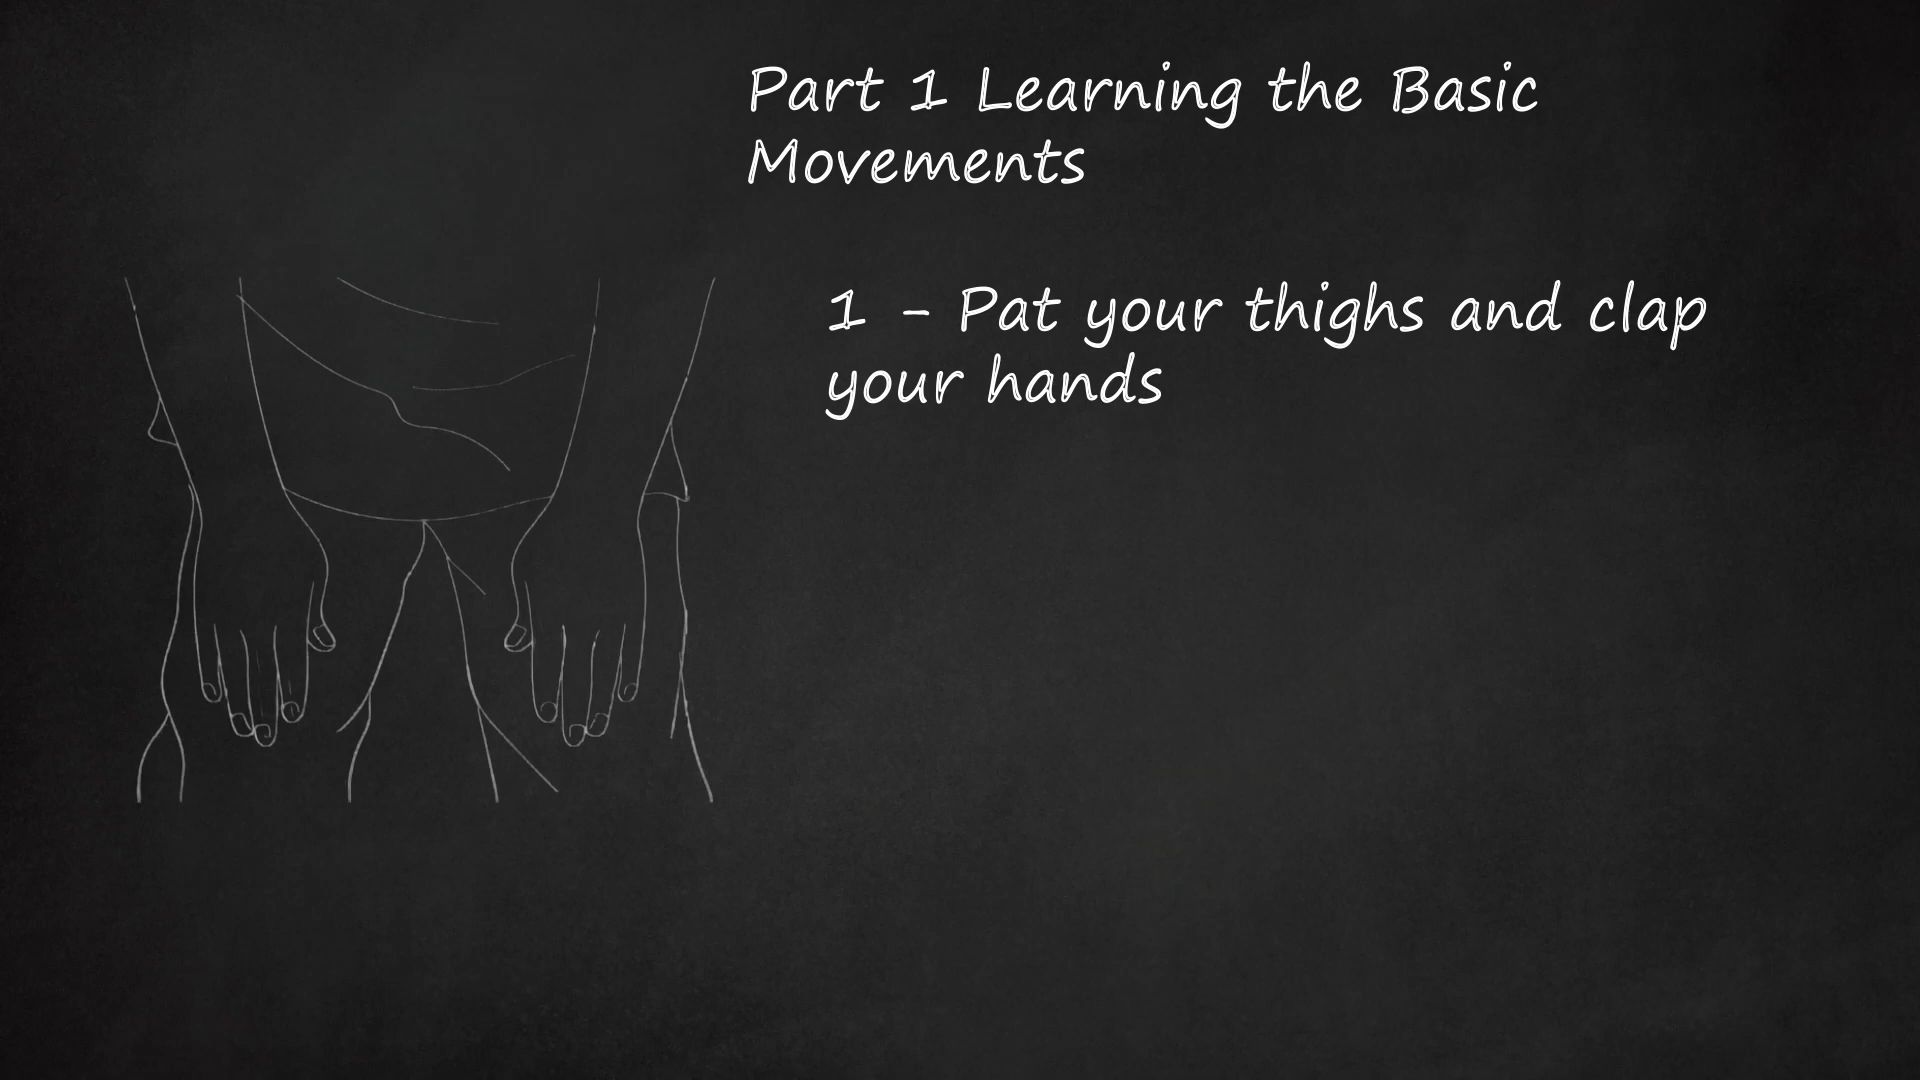 Part 1 Learning the Basic
Movements
1 - Pat your thighs and clap
your hands